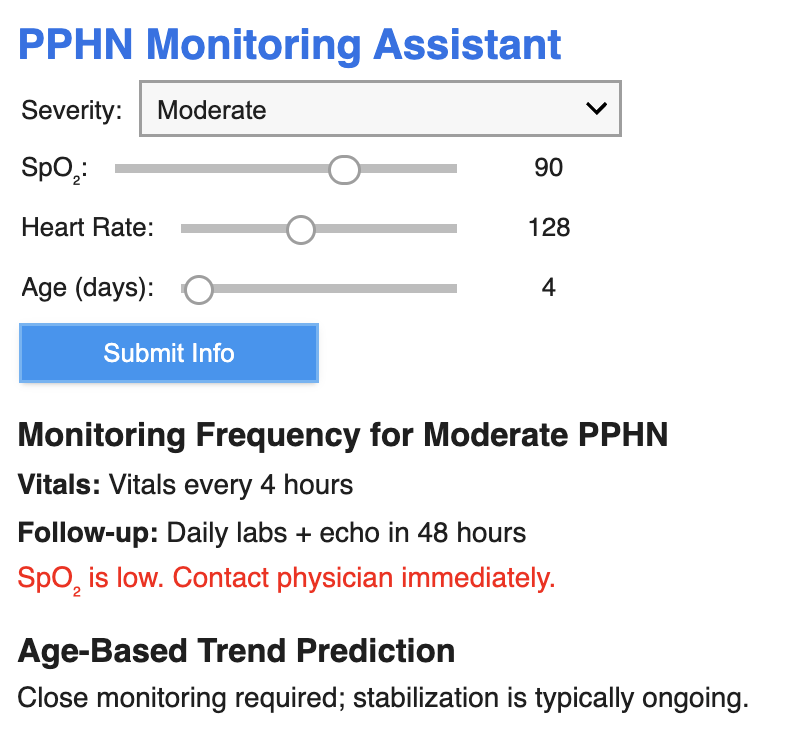 PPHN Monitoring Assistant
Severity: Moderate
SpO₂: 90
Heart Rate: 128
Age (days): 4
Submit Info
Monitoring Frequency for Moderate PPHN
Vitals: Vitals every 4 hours
Follow-up: Daily labs + echo in 48 hours
SpO₂ is low. Contact physician immediately.
Age-Based Trend Prediction
Close monitoring required; stabilization is typically ongoing.